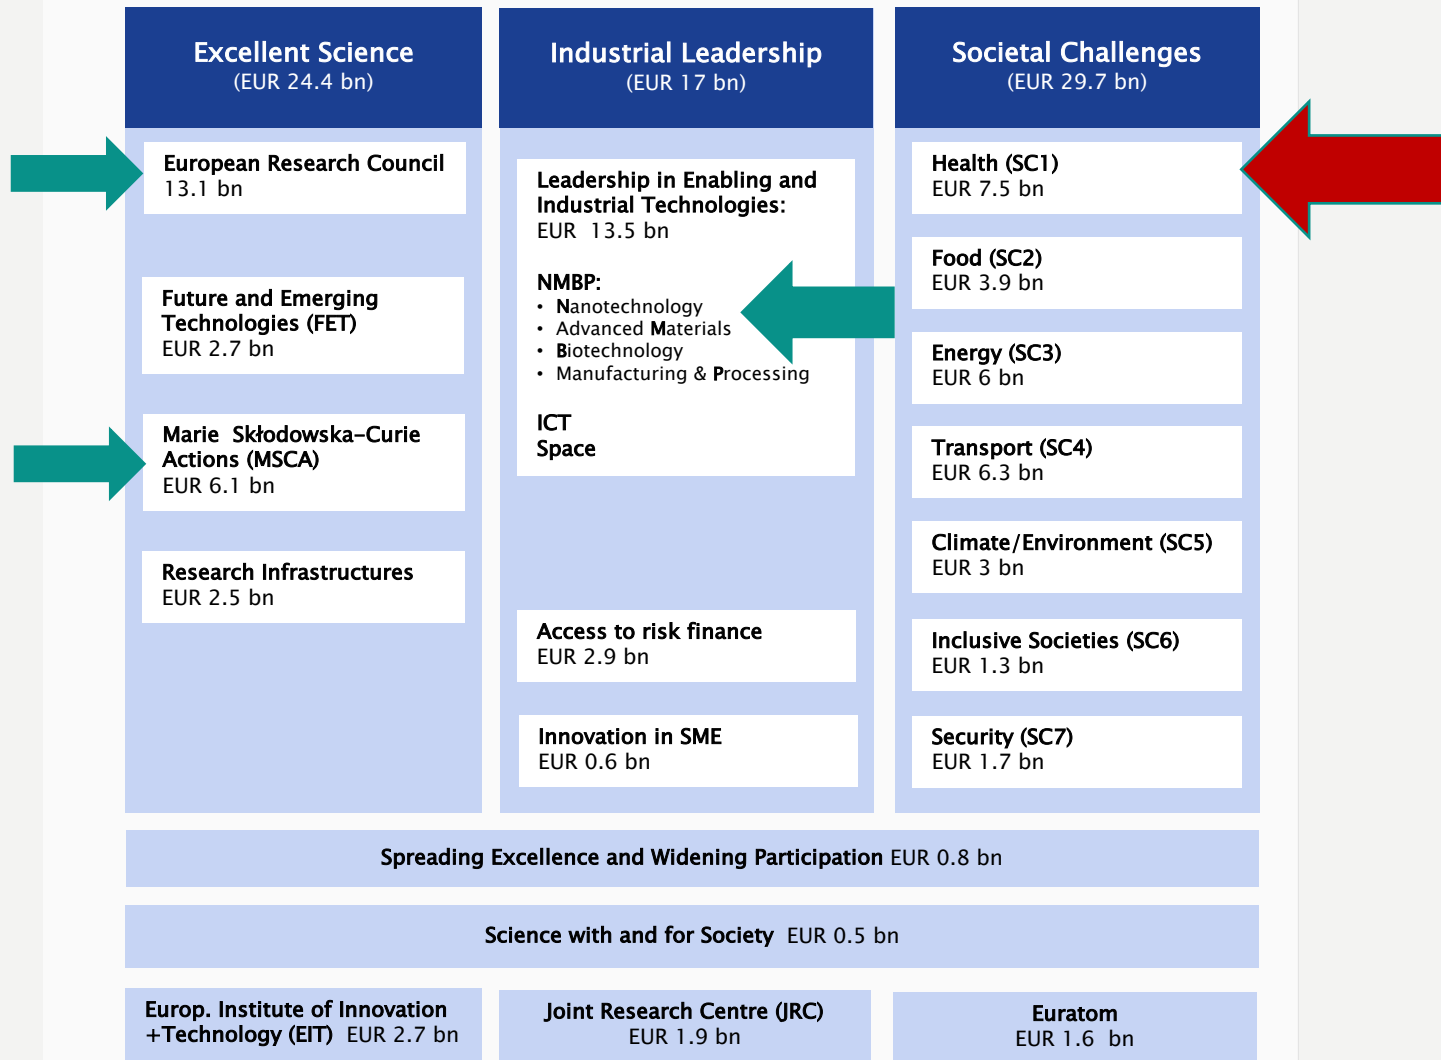 Excellent Science
(EUR 24.4 bn)
European Research Council
13.1 bn
Future and Emerging
Technologies (FET)
EUR 2.7 bn
Marie Skłodowska-Curie
Actions (MSCA)
EUR 6.1 bn
Research Infrastructures
EUR 2.5 bn
Industrial Leadership
(EUR 17 bn)
Leadership in Enabling and
Industrial Technologies:
EUR 13.5 bn
NMBP:
• Nanotechnology
• Advanced Materials
• Biotechnology
• Manufacturing & Processing
ICT
Space
Access to risk finance
EUR 2.9 bn
Innovation in SME
EUR 0.6 bn
Societal Challenges
(EUR 29.7 bn)
Health (SC1)
EUR 7.5 bn
Food (SC2)
EUR 3.9 bn
Energy (SC3)
EUR 6 bn
Transport (SC4)
EUR 6.3 bn
Climate/Environment (SC5)
EUR 3 bn
Inclusive Societies (SC6)
EUR 1.3 bn
Security (SC7)
EUR 1.7 bn
Spreading Excellence and Widening Participation EUR 0.8 bn
Science with and for Society EUR 0.5 bn
Europ. Institute of Innovation
+Technology (EIT) EUR 2.7 bn
Joint Research Centre (JRC)
EUR 1.9 bn
Euratom
EUR 1.6 bn